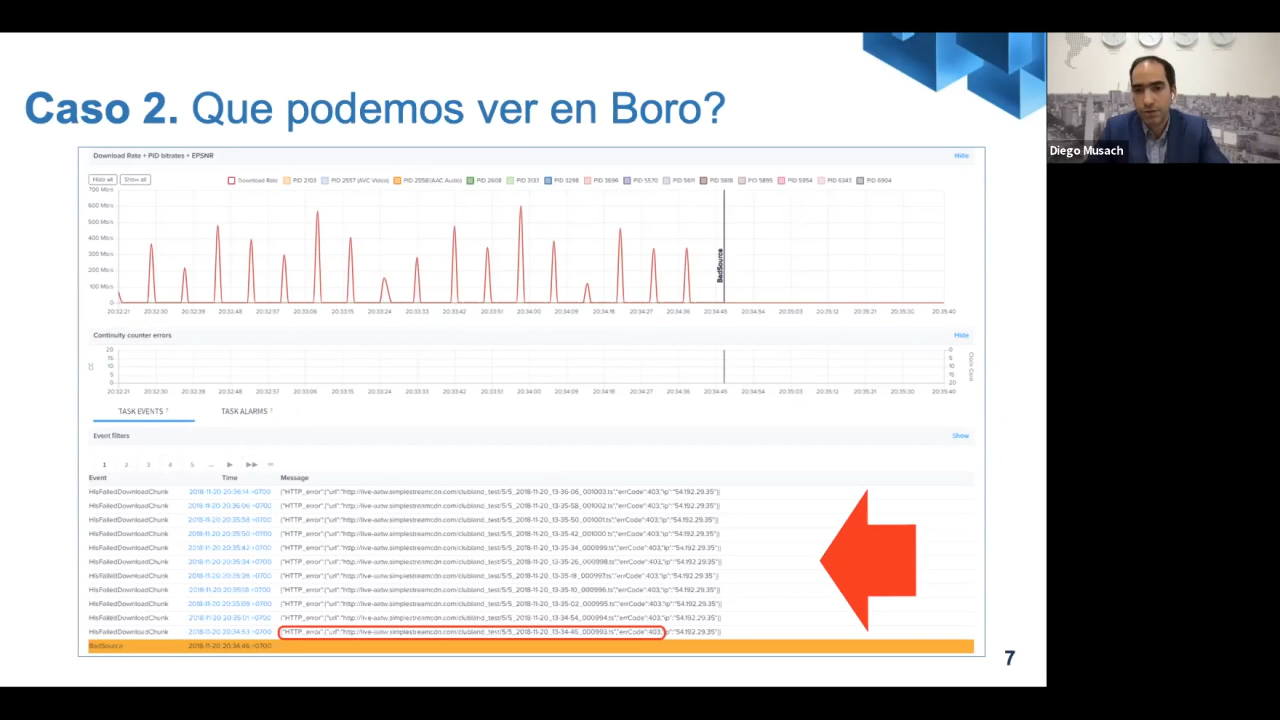 Caso 2. Que podemos ver en Boro?
Diego Musach
Download Rate + PID bitrates + EPSNR
Hide
Hide all Show all
Download Rate PID 2103 PID 2557 (AVC Video) PID 2558 (AAC Audio) PID 2608 PID 3133 PID 3268 PID 3696 PID 5570 PID 5811 PID 5818 PID 5895 PID 5954 PID 6343 PID 6904
700 Mb/s
600 Mb/s
500 Mb/s
400 Mb/s
300 Mb/s
200 Mb/s
100 Mb/s
0
BadSource
20:32:21 20:32:30 20:32:39 20:32:48 20:32:57 20:33:06 20:33:15 20:33:24 20:33:33 20:33:42 20:33:51 20:34:00 20:34:09 20:34:18 20:34:27 20:34:36 20:34:45 20:34:54 20:35:03 20:35:12 20:35:21 20:35:30 20:35:40
Continuity counter errors
Hide
CC
20
15
10
5
0
0
5
10
15
20
20:32:21 20:32:30 20:32:39 20:32:48 20:32:57 20:33:06 20:33:15 20:33:24 20:33:33 20:33:42 20:33:51 20:34:00 20:34:09 20:34:18 20:34:27 20:34:36 20:34:45 20:34:54 20:35:03 20:35:12 20:35:21 20:35:30 20:35:40
TASK EVENTS ? TASK ALARMS ?
Event filters
Show
1 2 3 4 5 ...
Event Time Message
HlsFailedDownloadChunk 2018-11-20 20:36:14 +0700 {"HTTP_error":{"url":"http://live-aatw.simplestreamcdn.com/clubland_test/5/5_2018-11-20_13-36-06_001003.ts","errCode":403,"ip":"54.192.29.35"}}
HlsFailedDownloadChunk 2018-11-20 20:36:06 +0700 {"HTTP_error":{"url":"http://live-aatw.simplestreamcdn.com/clubland_test/5/5_2018-11-20_13-35-58_001002.ts","errCode":403,"ip":"54.192.29.35"}}
HlsFailedDownloadChunk 2018-11-20 20:35:58 +0700 {"HTTP_error":{"url":"http://live-aatw.simplestreamcdn.com/clubland_test/5/5_2018-11-20_13-35-50_001001.ts","errCode":403,"ip":"54.192.29.35"}}
HlsFailedDownloadChunk 2018-11-20 20:35:50 +0700 {"HTTP_error":{"url":"http://live-aatw.simplestreamcdn.com/clubland_test/5/5_2018-11-20_13-35-42_001000.ts","errCode":403,"ip":"54.192.29.35"}}
HlsFailedDownloadChunk 2018-11-20 20:35:42 +0700 {"HTTP_error":{"url":"http://live-aatw.simplestreamcdn.com/clubland_test/5/5_2018-11-20_13-35-34_000999.ts","errCode":403,"ip":"54.192.29.35"}}
HlsFailedDownloadChunk 2018-11-20 20:35:34 +0700 {"HTTP_error":{"url":"http://live-aatw.simplestreamcdn.com/clubland_test/5/5_2018-11-20_13-35-26_000998.ts","errCode":403,"ip":"54.192.29.35"}}
HlsFailedDownloadChunk 2018-11-20 20:35:26 +0700 {"HTTP_error":{"url":"http://live-aatw.simplestreamcdn.com/clubland_test/5/5_2018-11-20_13-35-18_000997.ts","errCode":403,"ip":"54.192.29.35"}}
HlsFailedDownloadChunk 2018-11-20 20:35:18 +0700 {"HTTP_error":{"url":"http://live-aatw.simplestreamcdn.com/clubland_test/5/5_2018-11-20_13-35-10_000996.ts","errCode":403,"ip":"54.192.29.35"}}
HlsFailedDownloadChunk 2018-11-20 20:35:09 +0700 {"HTTP_error":{"url":"http://live-aatw.simplestreamcdn.com/clubland_test/5/5_2018-11-20_13-35-02_000995.ts","errCode":403,"ip":"54.192.29.35"}}
HlsFailedDownloadChunk 2018-11-20 20:35:01 +0700 {"HTTP_error":{"url":"http://live-aatw.simplestreamcdn.com/clubland_test/5/5_2018-11-20_13-34-54_000994.ts","errCode":403,"ip":"54.192.29.35"}}
HlsFailedDownloadChunk 2018-11-20 20:34:53 +0700 {"HTTP_error":{"url":"http://live-aatw.simplestreamcdn.com/clubland_test/5/5_2018-11-20_13-34-46_000993.ts","errCode":403,"ip":"54.192.29.35"}}
BadSource 2018-11-20 20:34:46 +0700
7